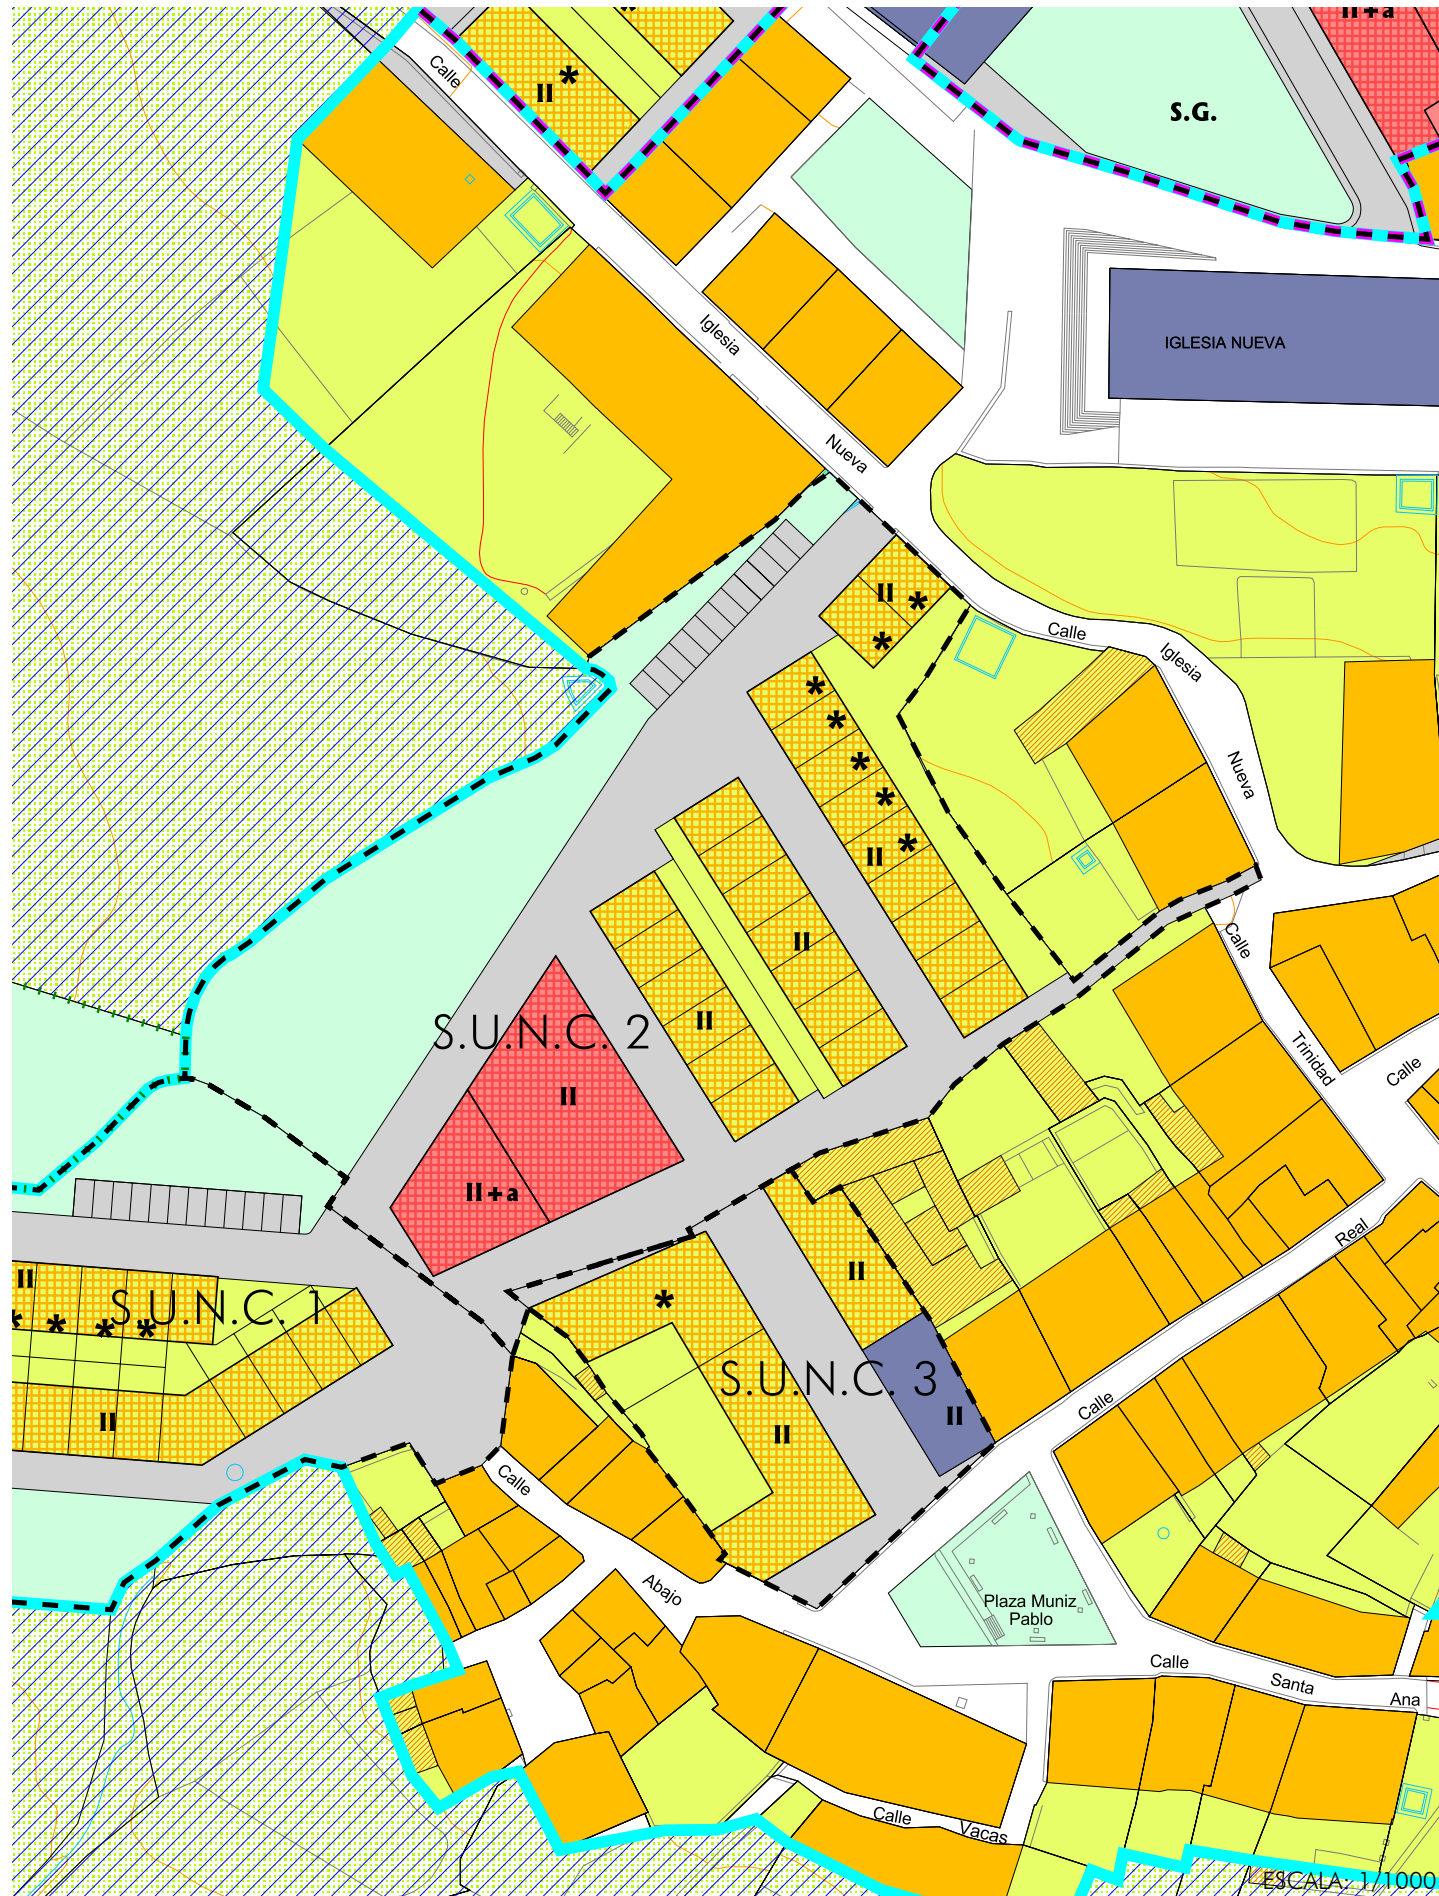 II+a
Calle
*
II
S.G.
Iglesia
IGLESIA NUEVA
Nueva
II
*
*
Calle
Iglesia
*
*
*
*
*
II
Nueva
II
Calle
II
S.U.N.C. 2
Trinidad
Calle
II
II+a
Real
II
II
*
S.U.N.C. 1
* * * *
S.U.N.C. 3
Calle
II
II
II
Calle
Abajo
Plaza Muniz
Pablo
Calle
Santa
Ana
Calle
Vacas
ESCALA: 1/1000